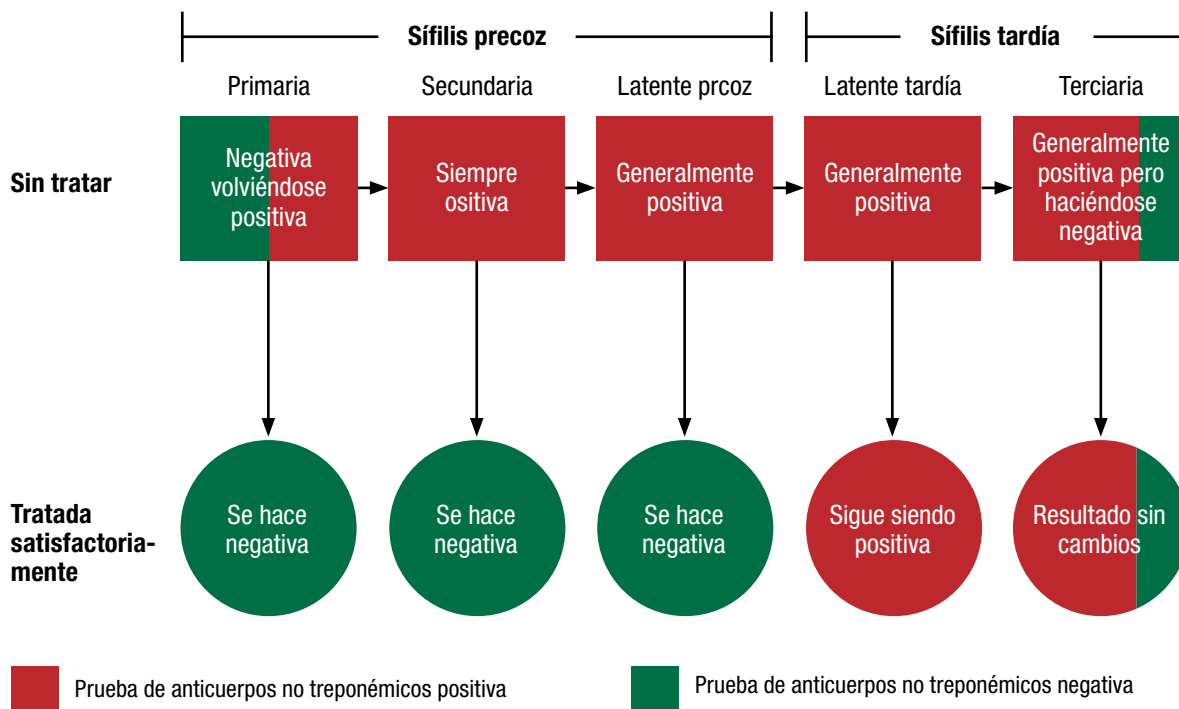 Sífilis precoz
Sífilis tardía
Primaria
Secundaria
Latente prcoz
Latente tardía
Terciaria
Sin tratar
Negativa
volviéndose
positiva
Siempre
ositiva
Generalmente
positiva
Generalmente
positiva
Generalmente
positiva pero
haciéndose
negativa
Tratada
satisfactoria-
mente
Se hace
negativa
Se hace
negativa
Se hace
negativa
Sigue siendo
positiva
Resultado sin
cambios
Prueba de anticuerpos no treponémicos positiva
Prueba de anticuerpos no treponémicos negativa